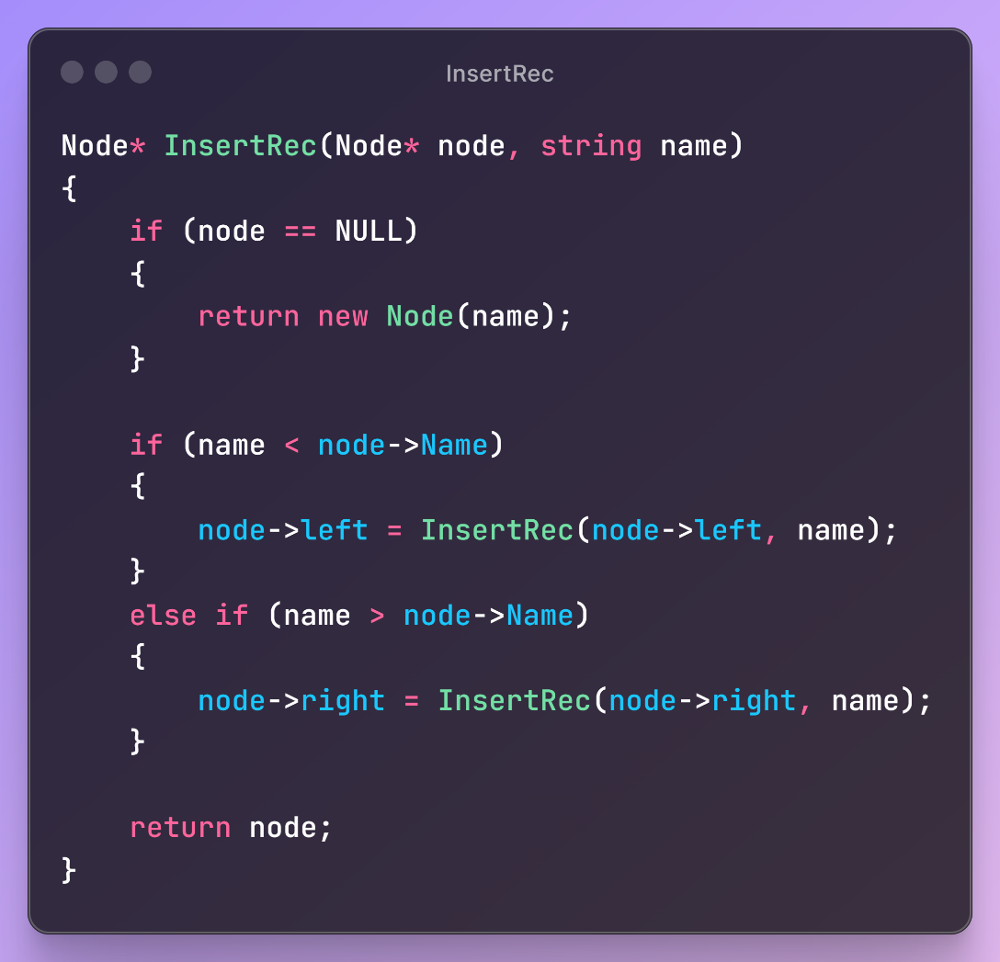 InsertRec
Node* InsertRec(Node* node, string name)
{
    if (node == NULL)
    {
        return new Node(name);
    }

    if (name < node->Name)
    {
        node->left = InsertRec(node->left, name);
    }
    else if (name > node->Name)
    {
        node->right = InsertRec(node->right, name);
    }

    return node;
}